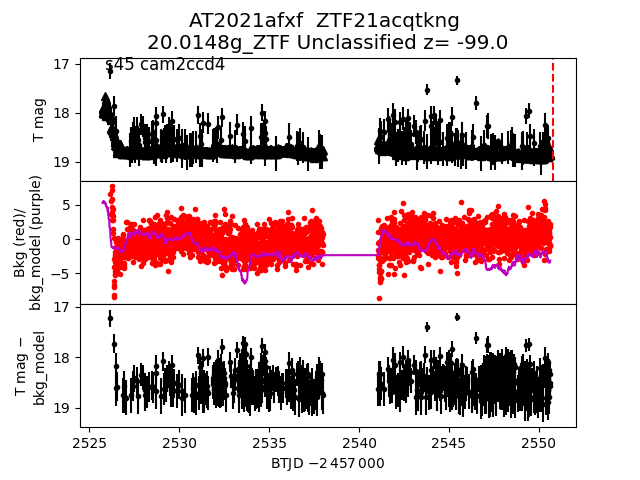 AT2021afxf  ZTF21acqtkng
20.0148g_ZTF Unclassified z= -99.0
s45 cam2ccd4
17
18
19
T mag
5
0
−5
Bkg (red)/
bkg_model (purple)
17
18
19
T mag −
bkg_model
2525
2530
2535
2540
2545
2550
BTJD −2 457 000